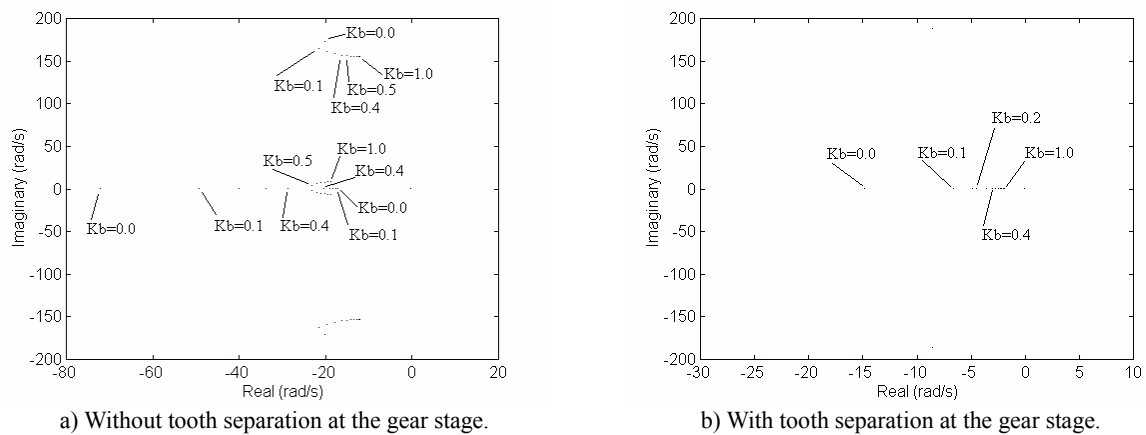 200
150
100
50
0
-50
-100
-150
-200
Imaginary (rad/s)
Kb=0.0
Kb=0.1
Kb=1.0
Kb=0.5
Kb=0.4
Kb=1.0
Kb=0.5
Kb=0.4
Kb=0.0
Kb=0.0
Kb=0.1
Kb=0.4
Kb=0.1
-80 -60 -40 -20 0 20
Real (rad/s)
a) Without tooth separation at the gear stage.
200
150
100
50
0
-50
-100
-150
-200
Imaginary (rad/s)
Kb=0.2
Kb=0.0
Kb=0.1
Kb=1.0
Kb=0.4
-30 -25 -20 -15 -10 -5 0 5 10
Real (rad/s)
b) With tooth separation at the gear stage.